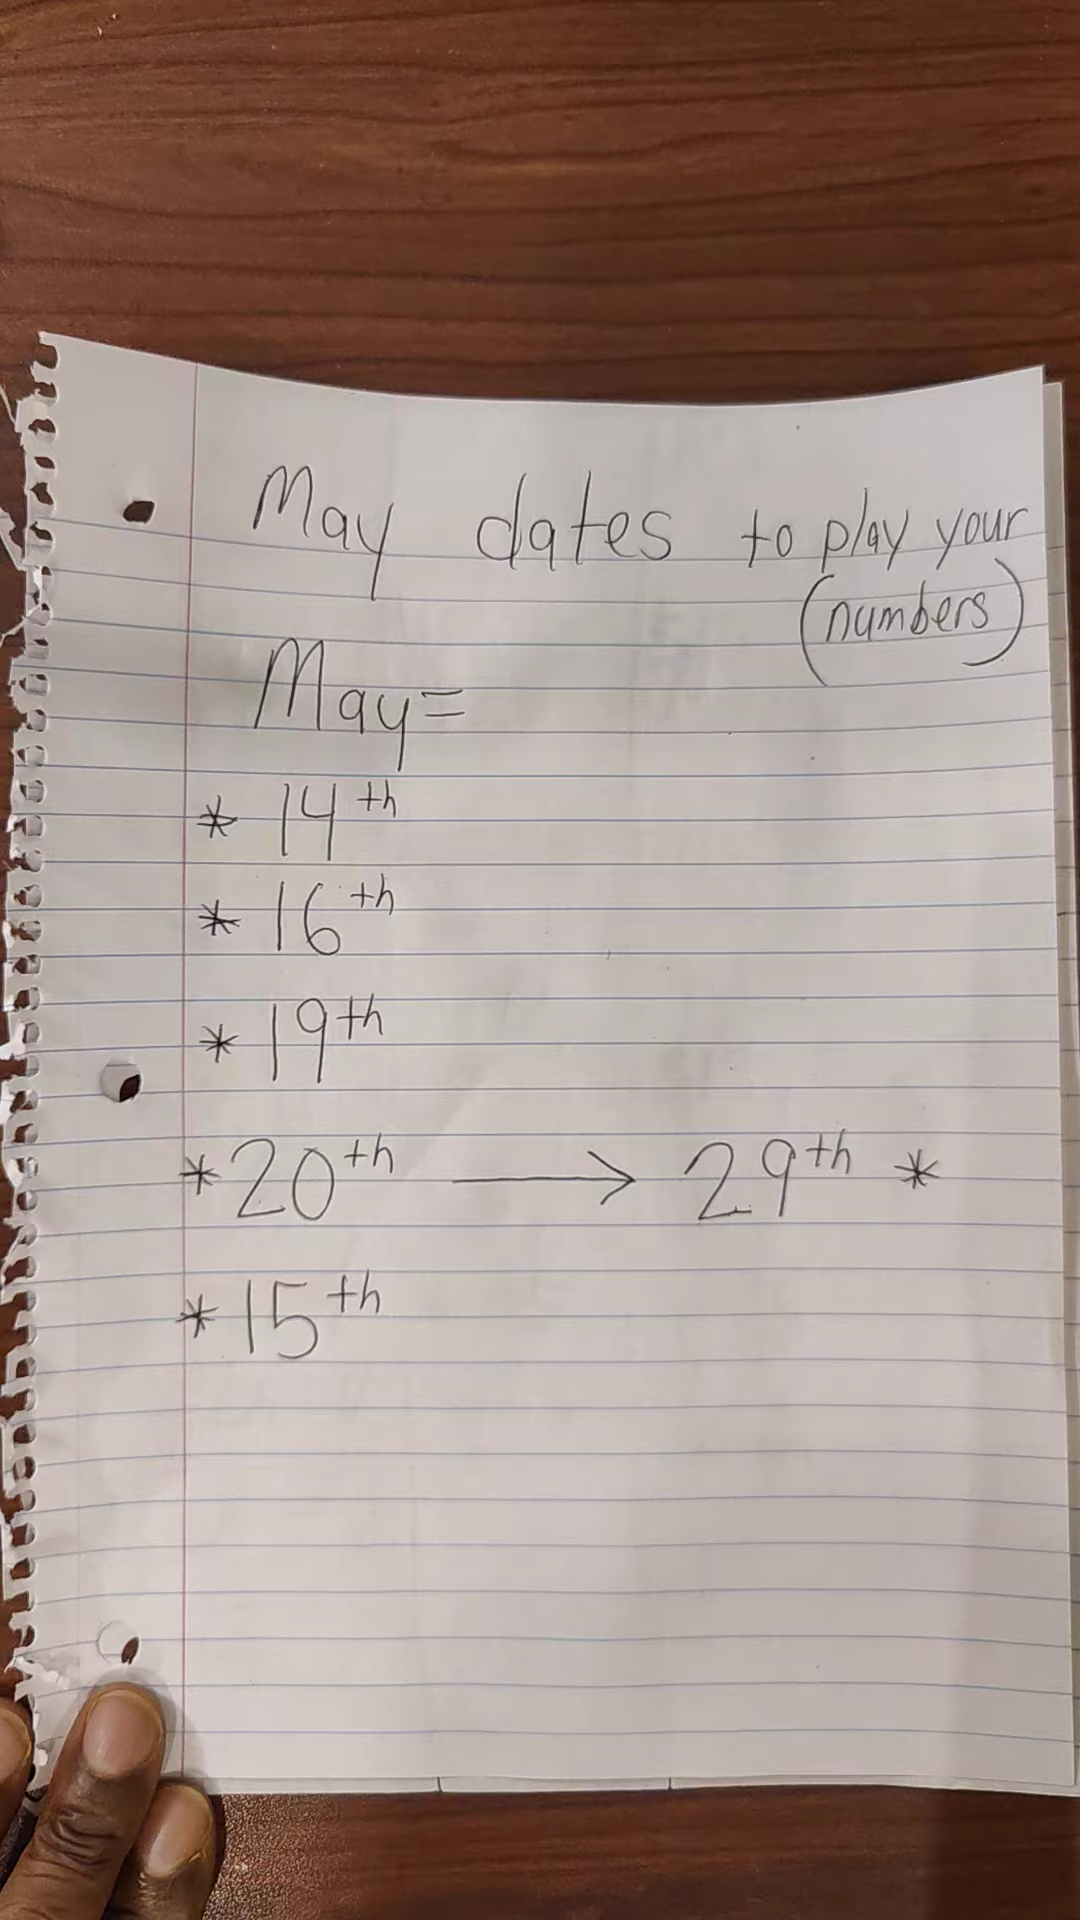 May dates to play your
(numbers)
May=
* 14th
* 16th
* 19th
* 20th → 29th *
* 15th